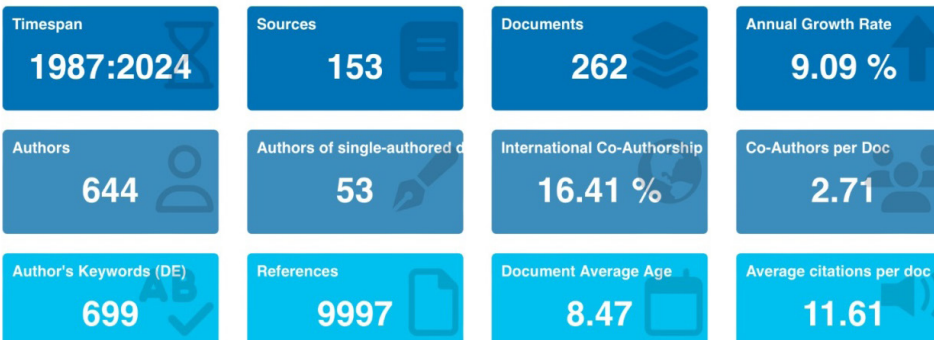 Timespan
1987:2024
Sources
153
Documents
262
Annual Growth Rate
9.09 %
Authors
644
Authors of single-authored d
53
International Co-Authorship
16.41 %
Co-Authors per Doc
2.71
Author's Keywords (DE)
AB
699
References
9997
Document Average Age
8.47
Average citations per doc
11.61